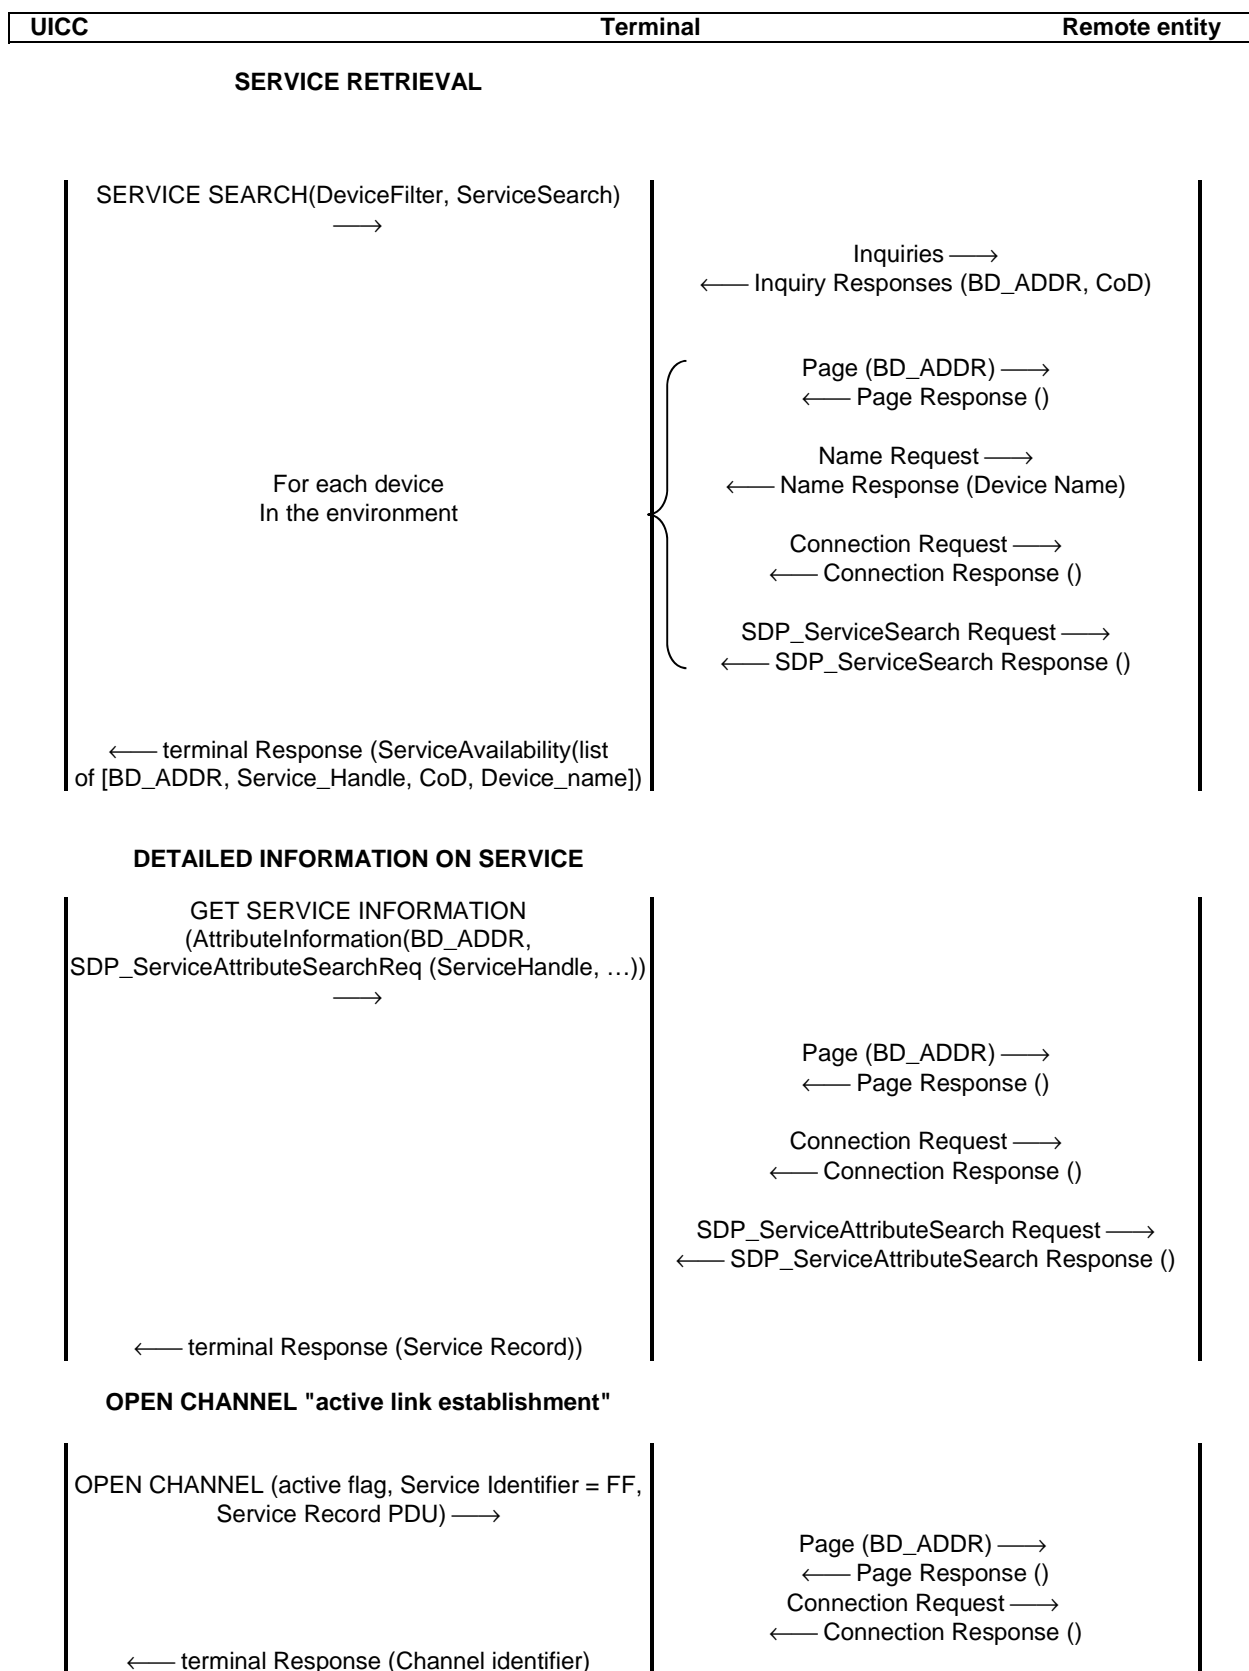 UICC Terminal Remote entity
SERVICE RETRIEVAL
SERVICE SEARCH(DeviceFilter, ServiceSearch)
⟶
Inquiries ⟶
⟵ Inquiry Responses (BD_ADDR, CoD)
Page (BD_ADDR) ⟶
⟵ Page Response ()
Name Request ⟶
⟵ Name Response (Device Name)
For each device
In the environment
Connection Request ⟶
⟵ Connection Response ()
SDP_ServiceSearch Request ⟶
⟵ SDP_ServiceSearch Response ()
⟵ terminal Response (ServiceAvailability(list
of [BD_ADDR, Service_Handle, CoD, Device_name])
DETAILED INFORMATION ON SERVICE
GET SERVICE INFORMATION
(AttributeInformation(BD_ADDR,
SDP_ServiceAttributeSearchReq (ServiceHandle, …))
⟶
Page (BD_ADDR) ⟶
⟵ Page Response ()
Connection Request ⟶
⟵ Connection Response ()
SDP_ServiceAttributeSearch Request ⟶
⟵ SDP_ServiceAttributeSearch Response ()
⟵ terminal Response (Service Record))
OPEN CHANNEL "active link establishment"
OPEN CHANNEL (active flag, Service Identifier = FF,
Service Record PDU) ⟶
Page (BD_ADDR) ⟶
⟵ Page Response ()
Connection Request ⟶
⟵ Connection Response ()
⟵ terminal Response (Channel identifier)